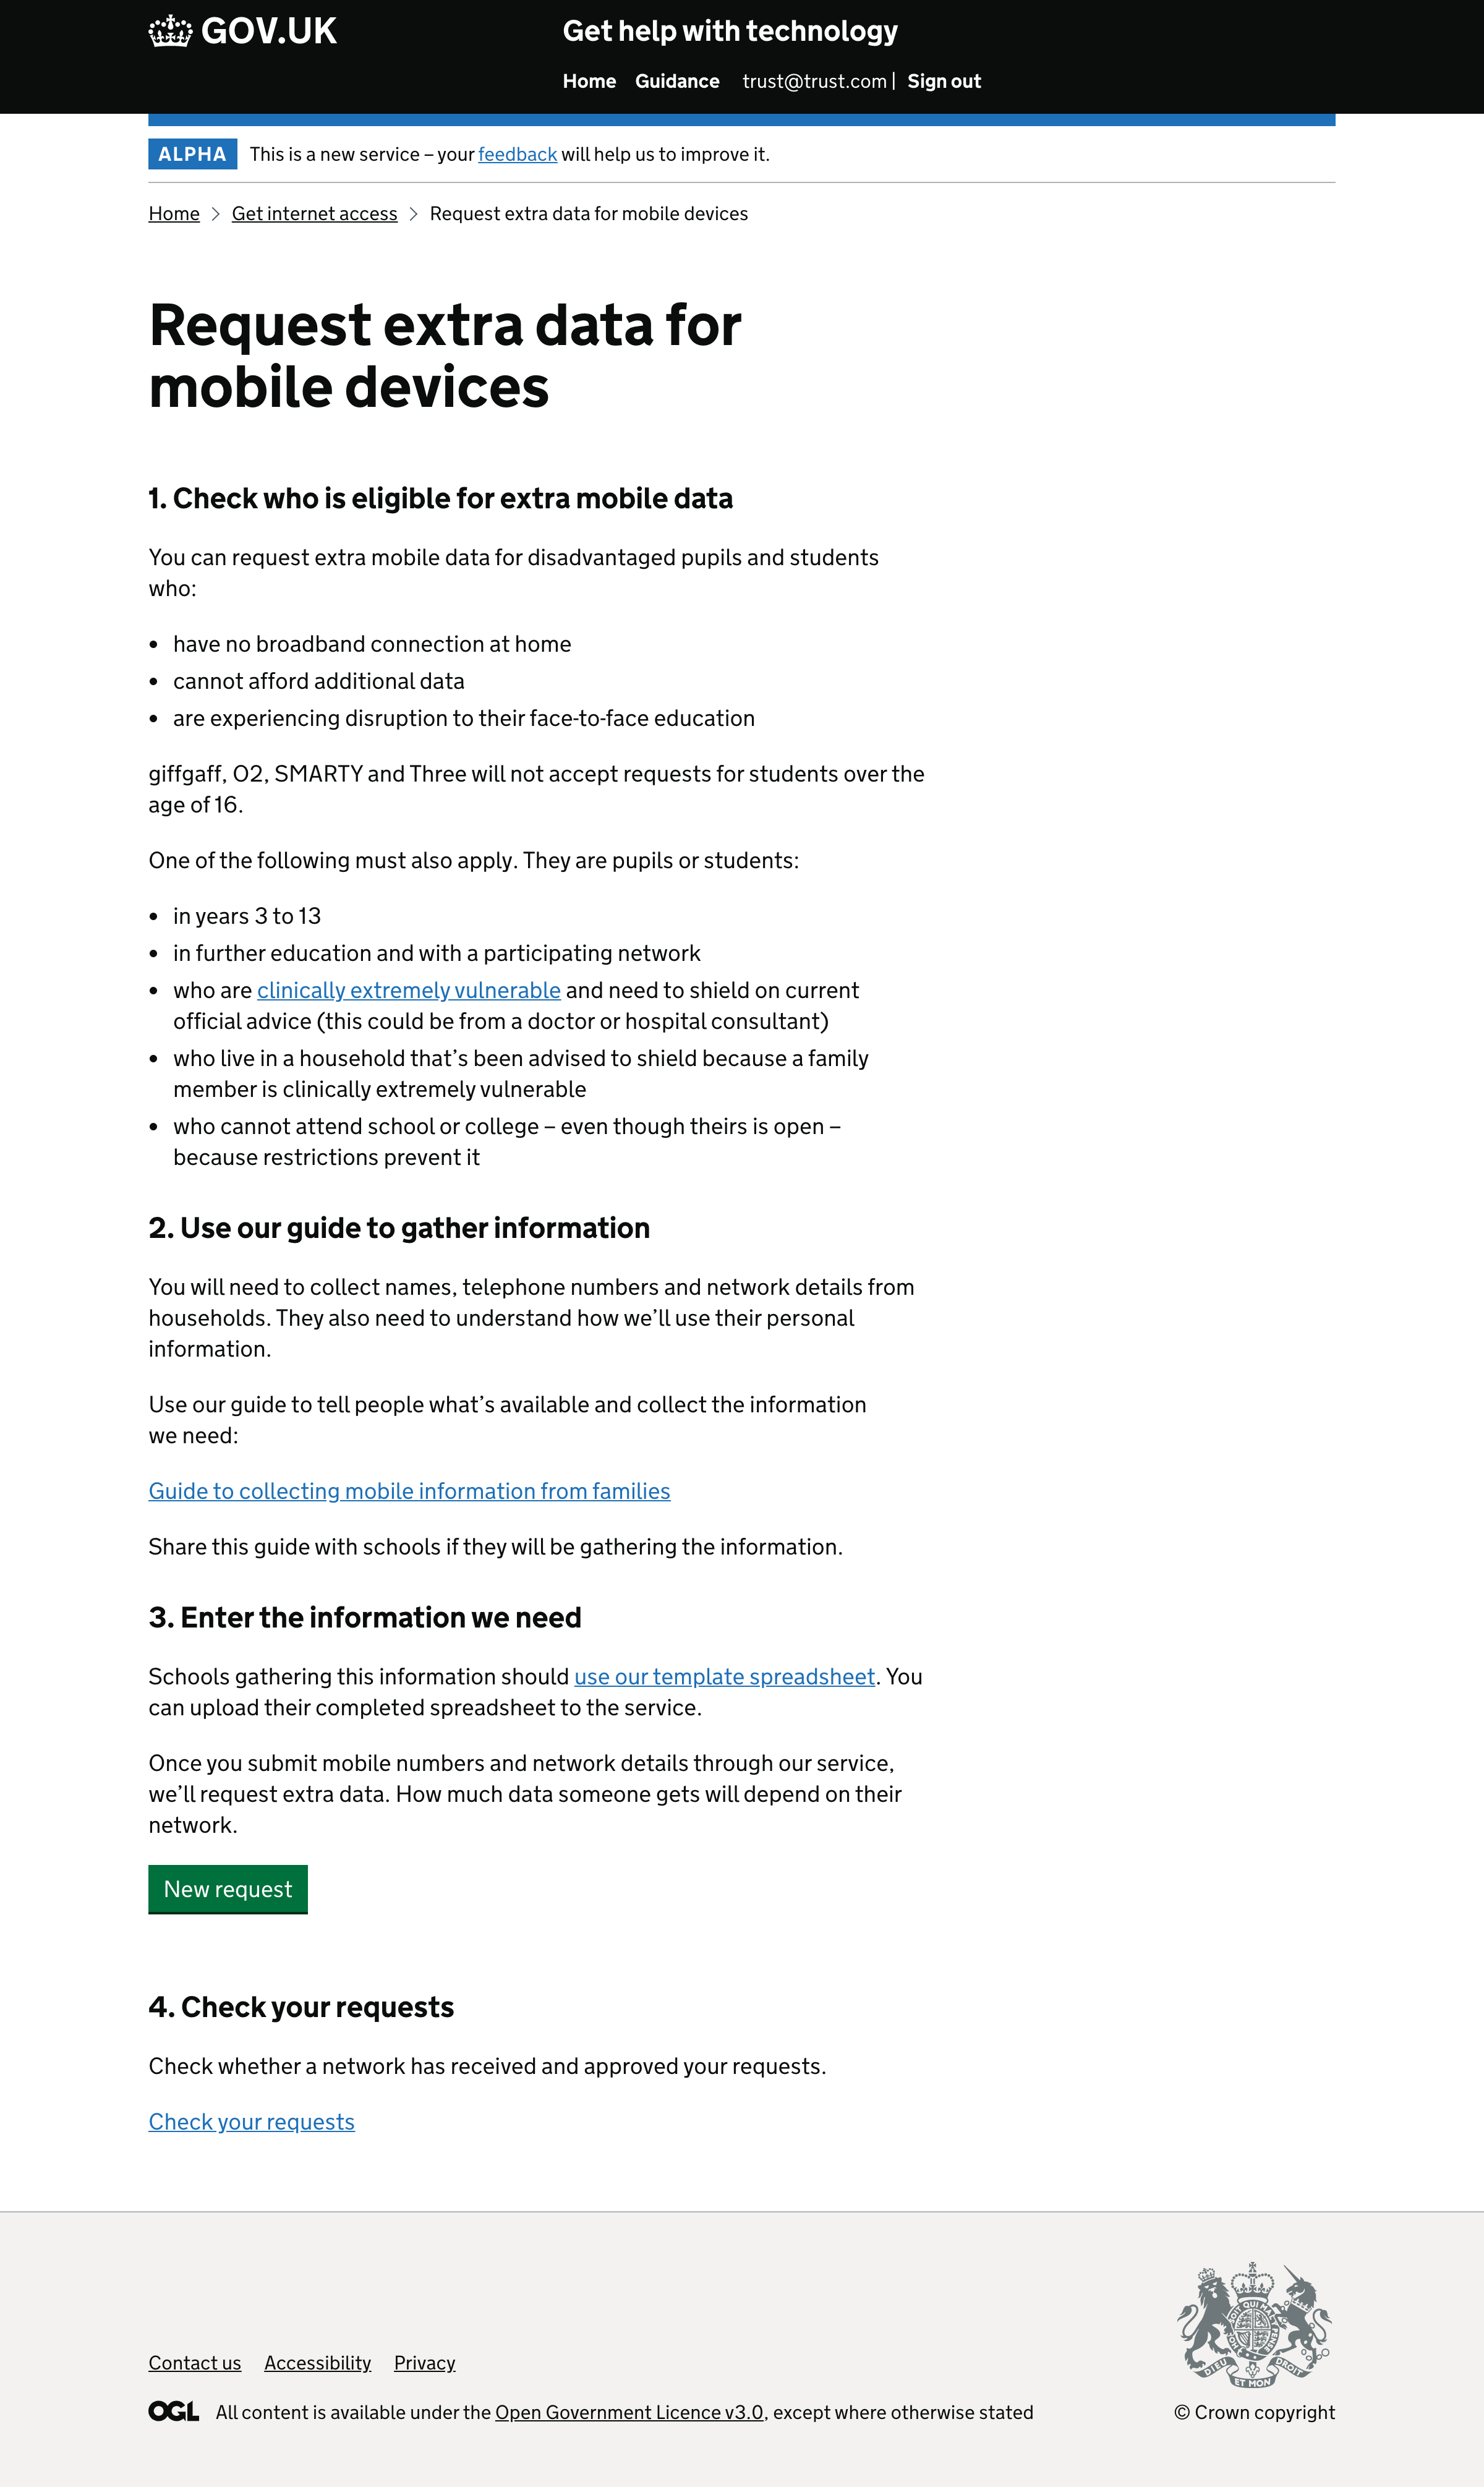 GOV.UK
Get help with technology
Home Guidance trust@trust.com | Sign out
ALPHA This is a new service – your feedback will help us to improve it.
Home > Get internet access > Request extra data for mobile devices
Request extra data for
mobile devices
1. Check who is eligible for extra mobile data
You can request extra mobile data for disadvantaged pupils and students
who:
• have no broadband connection at home
• cannot afford additional data
• are experiencing disruption to their face-to-face education
giffgaff, O2, SMARTY and Three will not accept requests for students over the
age of 16.
One of the following must also apply. They are pupils or students:
• in years 3 to 13
• in further education and with a participating network
• who are clinically extremely vulnerable and need to shield on current
official advice (this could be from a doctor or hospital consultant)
• who live in a household that’s been advised to shield because a family
member is clinically extremely vulnerable
• who cannot attend school or college – even though theirs is open –
because restrictions prevent it
2. Use our guide to gather information
You will need to collect names, telephone numbers and network details from
households. They also need to understand how we’ll use their personal
information.
Use our guide to tell people what’s available and collect the information
we need:
Guide to collecting mobile information from families
Share this guide with schools if they will be gathering the information.
3. Enter the information we need
Schools gathering this information should use our template spreadsheet. You
can upload their completed spreadsheet to the service.
Once you submit mobile numbers and network details through our service,
we’ll request extra data. How much data someone gets will depend on their
network.
New request
4. Check your requests
Check whether a network has received and approved your requests.
Check your requests
DIEU ET MON DROIT
Contact us Accessibility Privacy
OGL All content is available under the Open Government Licence v3.0, except where otherwise stated
© Crown copyright